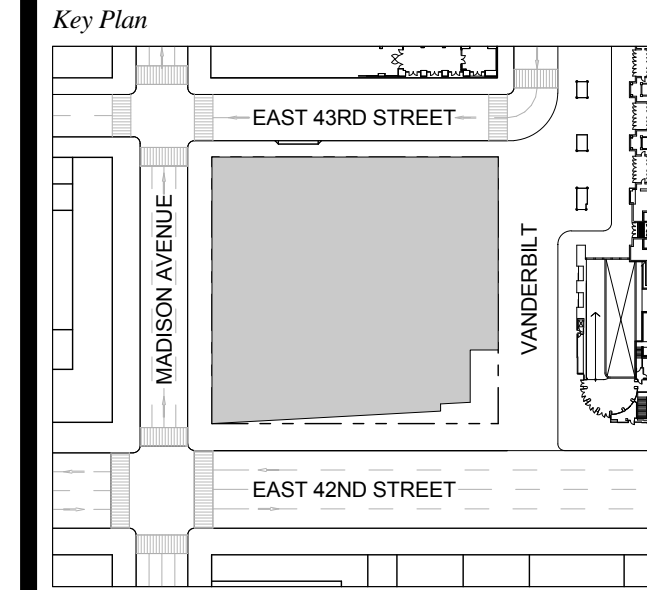 Key Plan
EAST 43RD STREET
MADISON AVENUE
VANDERBILT
EAST 42ND STREET